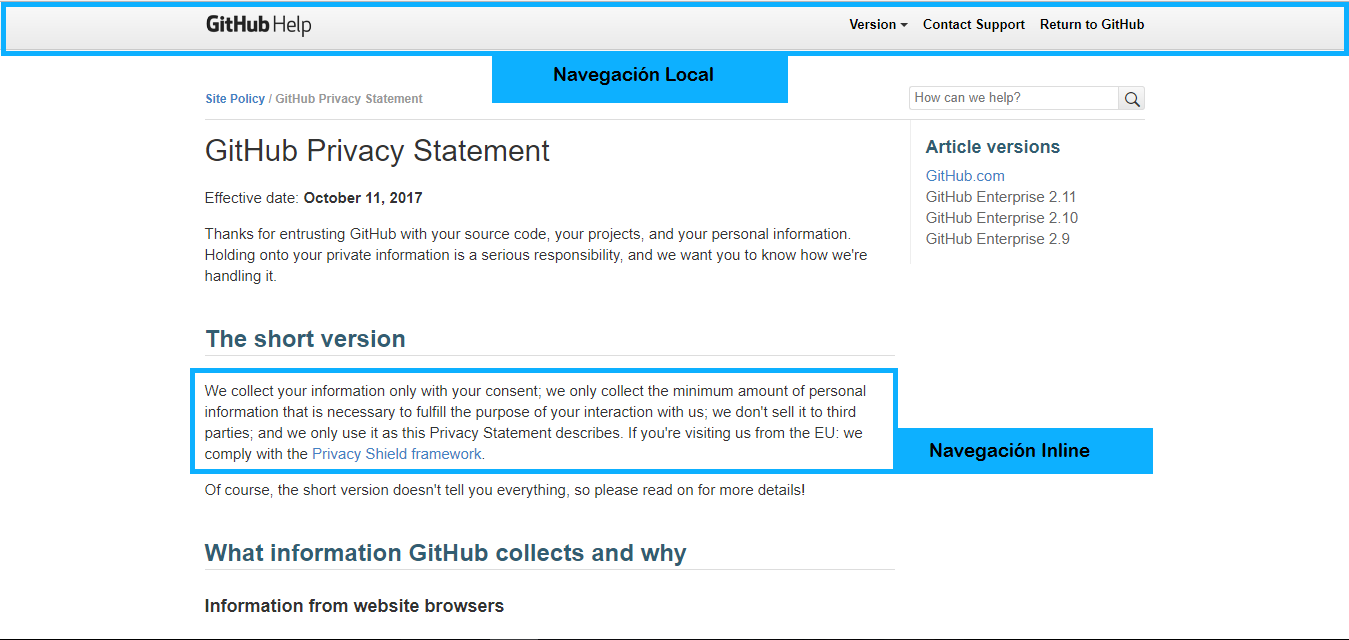 GitHub Help
Version Contact Support Return to GitHub
Navegación Local
Site Policy / GitHub Privacy Statement
How can we help?
GitHub Privacy Statement
Article versions
GitHub.com
GitHub Enterprise 2.11
GitHub Enterprise 2.10
GitHub Enterprise 2.9
Effective date: October 11, 2017
Thanks for entrusting GitHub with your source code, your projects, and your personal information.
Holding onto your private information is a serious responsibility, and we want you to know how we're
handling it.
The short version
We collect your information only with your consent; we only collect the minimum amount of personal
information that is necessary to fulfill the purpose of your interaction with us; we don't sell it to third
parties; and we only use it as this Privacy Statement describes. If you're visiting us from the EU: we
comply with the Privacy Shield framework.
Navegación Inline
Of course, the short version doesn't tell you everything, so please read on for more details!
What information GitHub collects and why
Information from website browsers